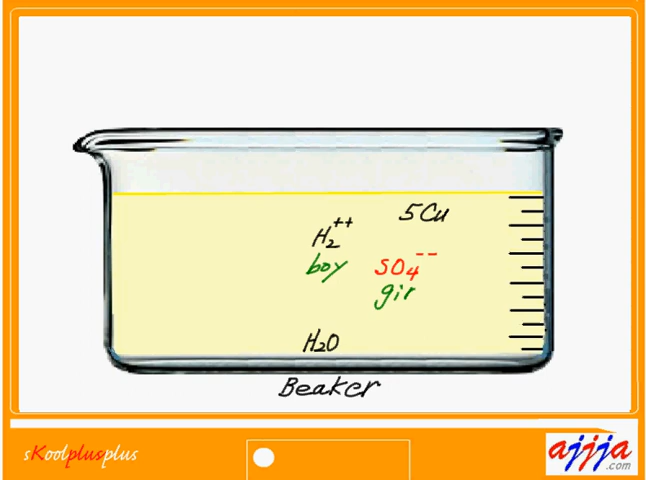 5Cu
H₂⁺⁺
boy SO₄⁻⁻
gir
H₂O
Beaker
sKoolplusplus
ajjja
.com